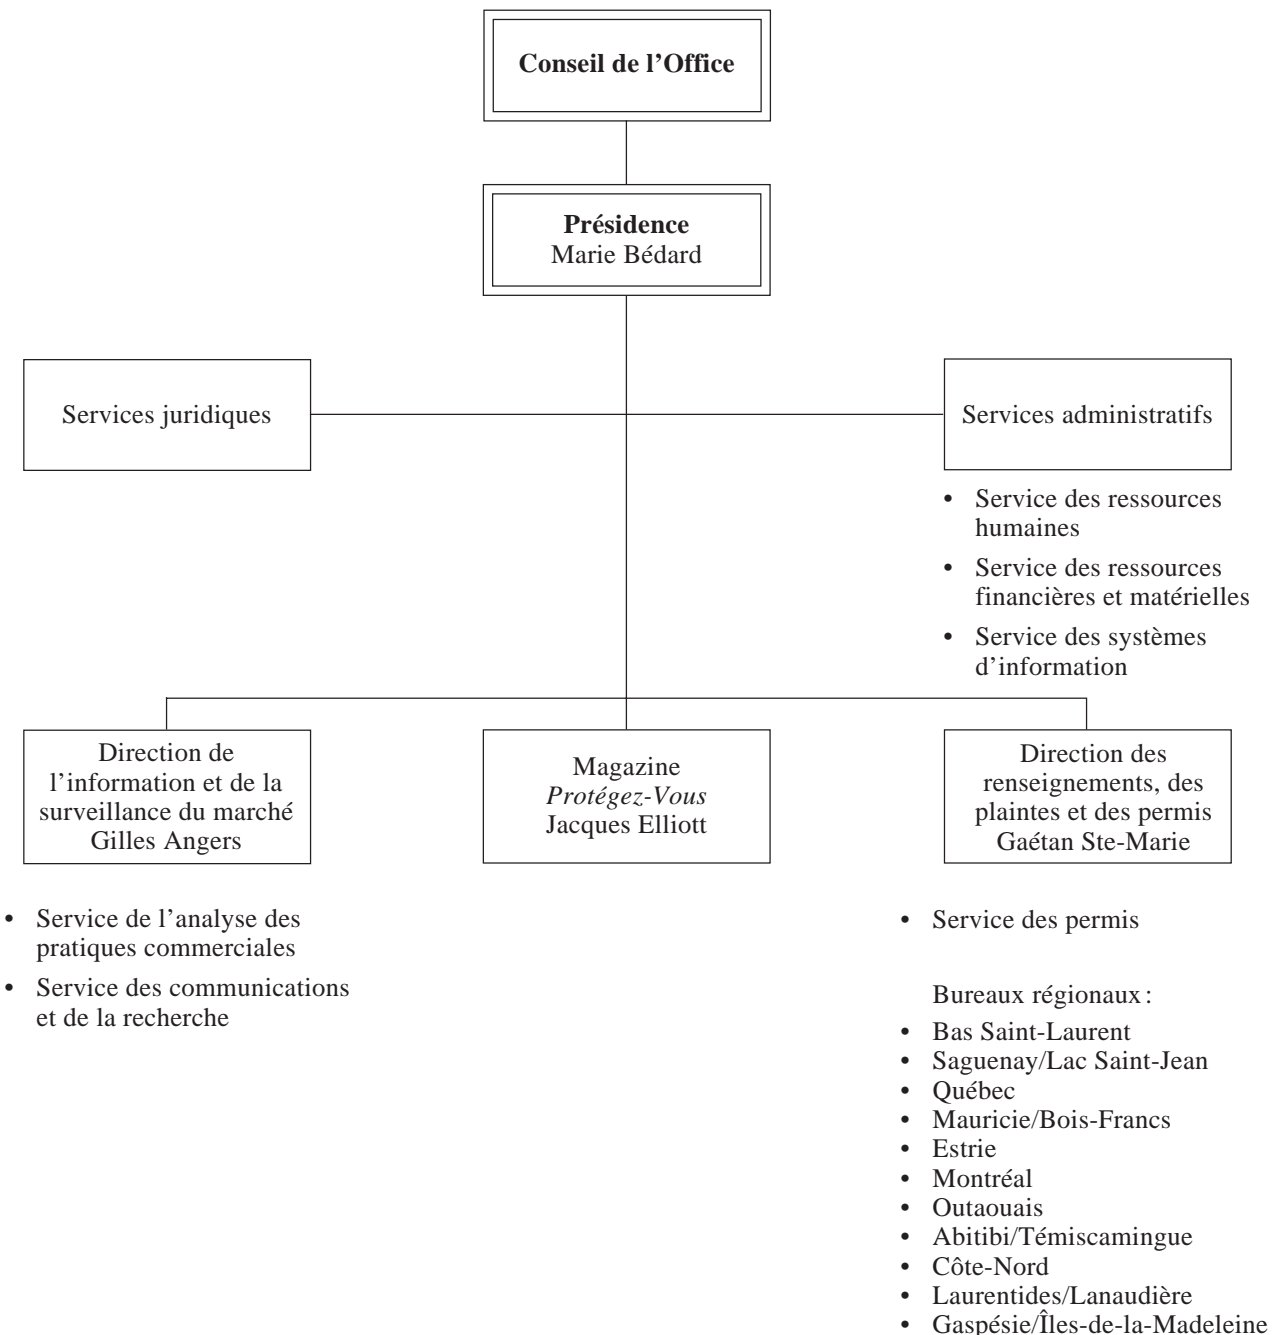 Conseil de l’Office
Présidence
Marie Bédard
Services juridiques
Services administratifs
• Service des ressources
humaines
• Service des ressources
financières et matérielles
• Service des systèmes
d’information
Direction de
l’information et de la
surveillance du marché
Gilles Angers
Magazine
Protégez-Vous
Jacques Elliott
Direction des
renseignements, des
plaintes et des permis
Gaétan Ste-Marie
• Service de l’analyse des
pratiques commerciales
• Service des communications
et de la recherche
• Service des permis
Bureaux régionaux :
• Bas Saint-Laurent
• Saguenay/Lac Saint-Jean
• Québec
• Mauricie/Bois-Francs
• Estrie
• Montréal
• Outaouais
• Abitibi/Témiscamingue
• Côte-Nord
• Laurentides/Lanaudière
• Gaspésie/Îles-de-la-Madeleine